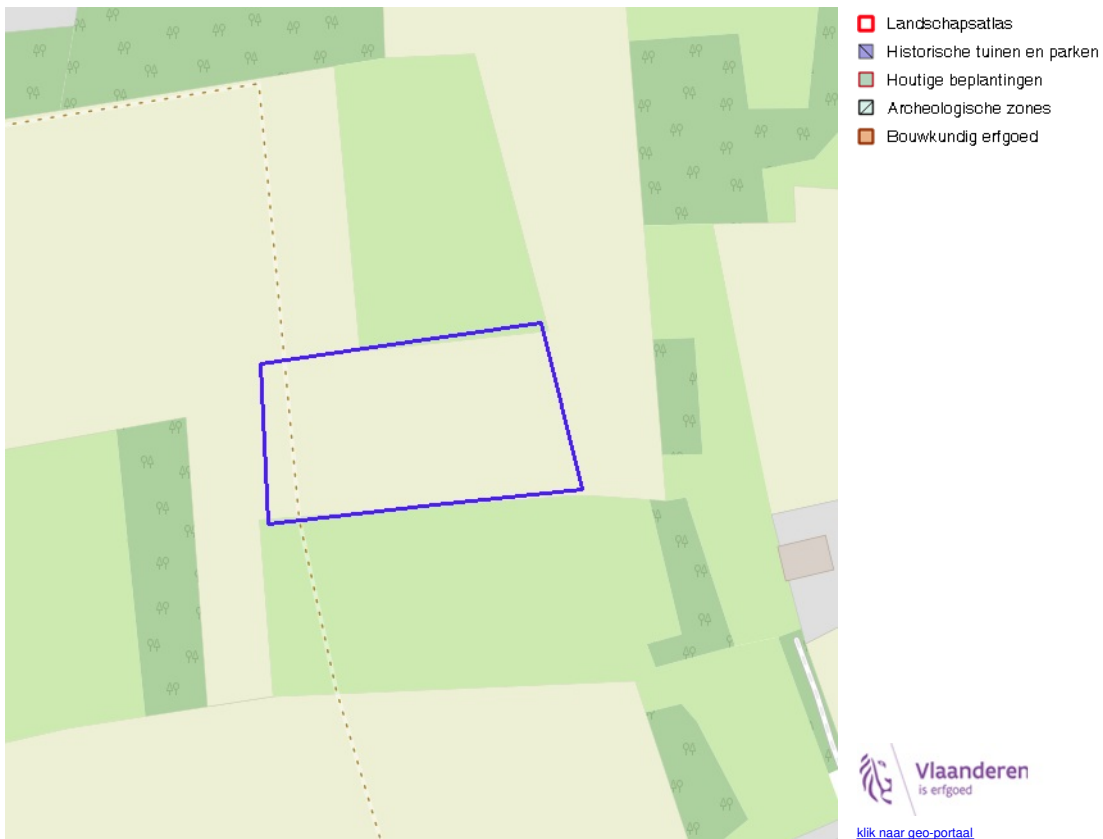 Landschapsatlas
Historische tuinen en parken
Houtige beplantingen
Archeologische zones
Bouwkundig erfgoed
Vlaanderen
is erfgoed
klik naar geo-portaal